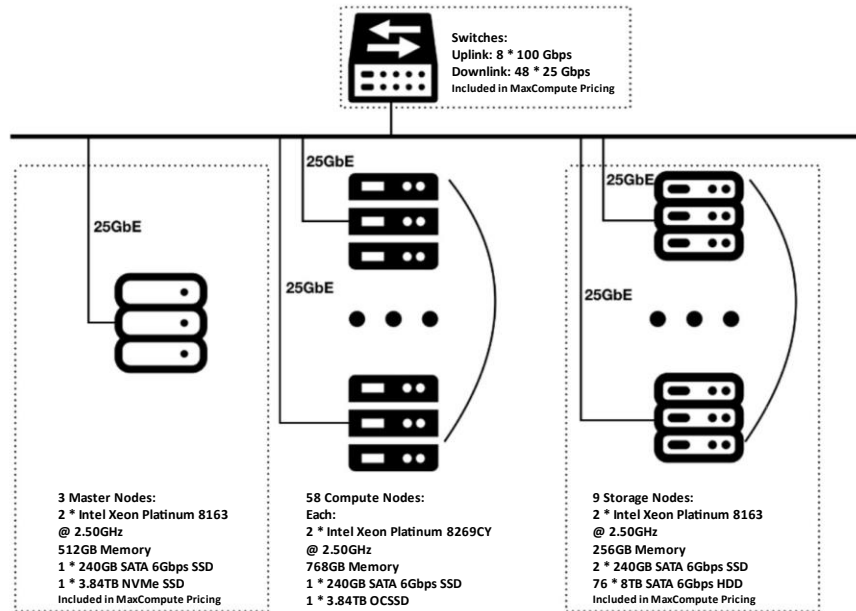 Switches:
Uplink: 8 * 100 Gbps
Downlink: 48 * 25 Gbps
Included in MaxCompute Pricing
25GbE
25GbE
25GbE
25GbE
25GbE
3 Master Nodes:
2 * Intel Xeon Platinum 8163
@ 2.50GHz
512GB Memory
1 * 240GB SATA 6Gbps SSD
1 * 3.84TB NVMe SSD
Included in MaxCompute Pricing
58 Compute Nodes:
Each:
2 * Intel Xeon Platinum 8269CY
@ 2.50GHz
768GB Memory
1 * 240GB SATA 6Gbps SSD
1 * 3.84TB OCSSD
9 Storage Nodes:
2 * Intel Xeon Platinum 8163
@ 2.50GHz
256GB Memory
2 * 240GB SATA 6Gbps SSD
76 * 8TB SATA 6Gbps HDD
Included in MaxCompute Pricing